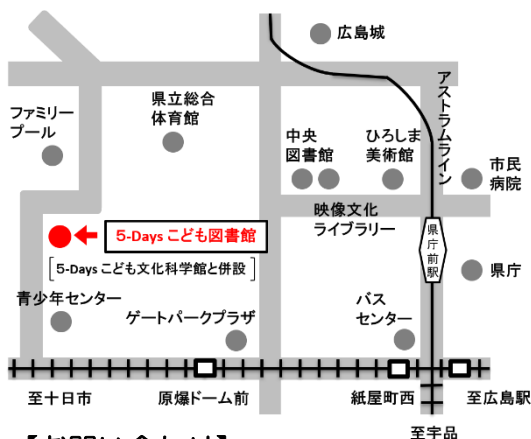 広島城
アストラムライン
ファミリー
プール
県立総合
体育館
中央
図書館
ひろしま
美術館
市民
病院
映像文化
ライブラリー
県庁前駅
5-Days こども図書館
[5-Days こども文化科学館と併設]
県庁
青少年センター
ゲートパークプラザ
バス
センター
至十日市
原爆ドーム前
紙屋町西
至広島駅
至宇品